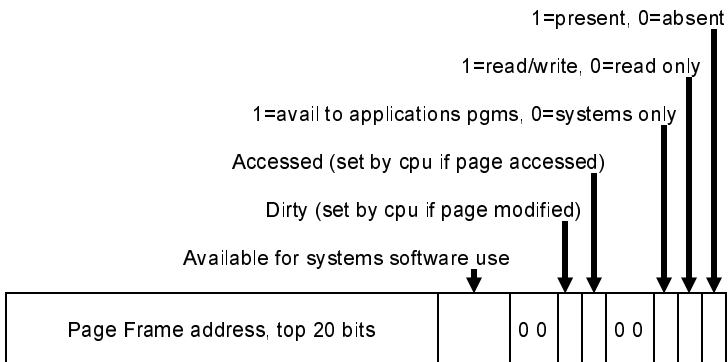 1=present, 0=absent
1=read/write, 0=read only
1=avail to applications pgms, 0=systems only
Accessed (set by cpu if page accessed)
Dirty (set by cpu if page modified)
Available for systems software use
Page Frame address, top 20 bits 0 0 0 0